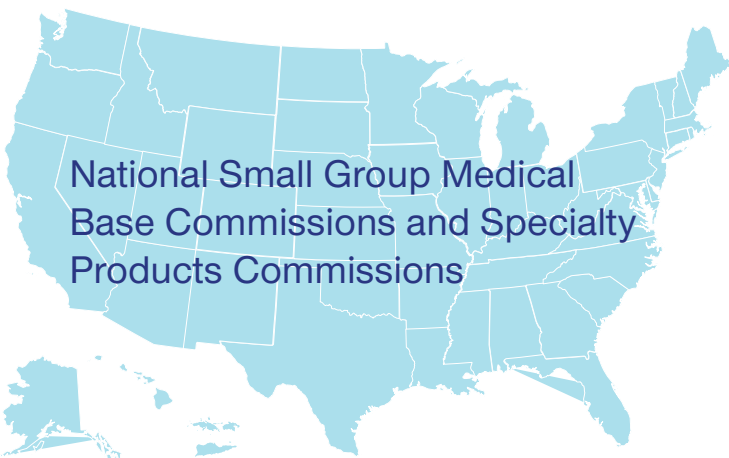 National Small Group Medical
Base Commissions and Specialty
Products Commissions